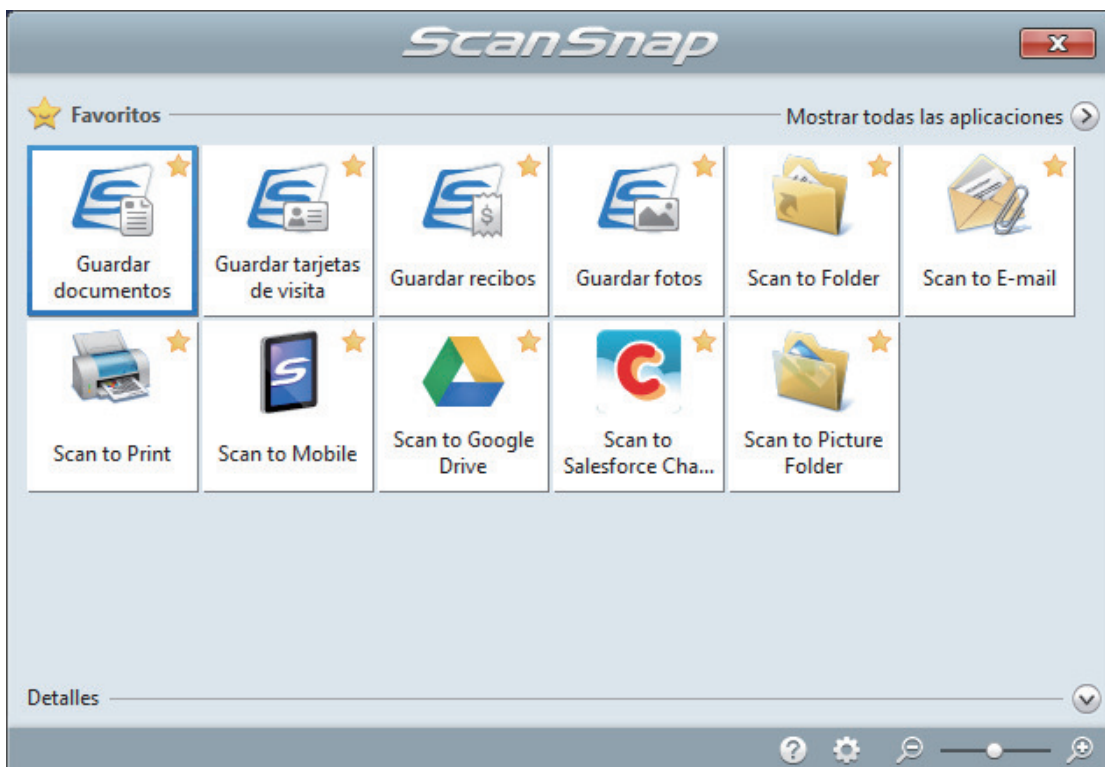 ScanSnap
Favoritos
Mostrar todas las aplicaciones
Guardar
documentos
Guardar tarjetas
de visita
Guardar recibos
Guardar fotos
Scan to Folder
Scan to E-mail
Scan to Print
Scan to Mobile
Scan to Google
Drive
Scan to
Salesforce Cha...
Scan to Picture
Folder
Detalles